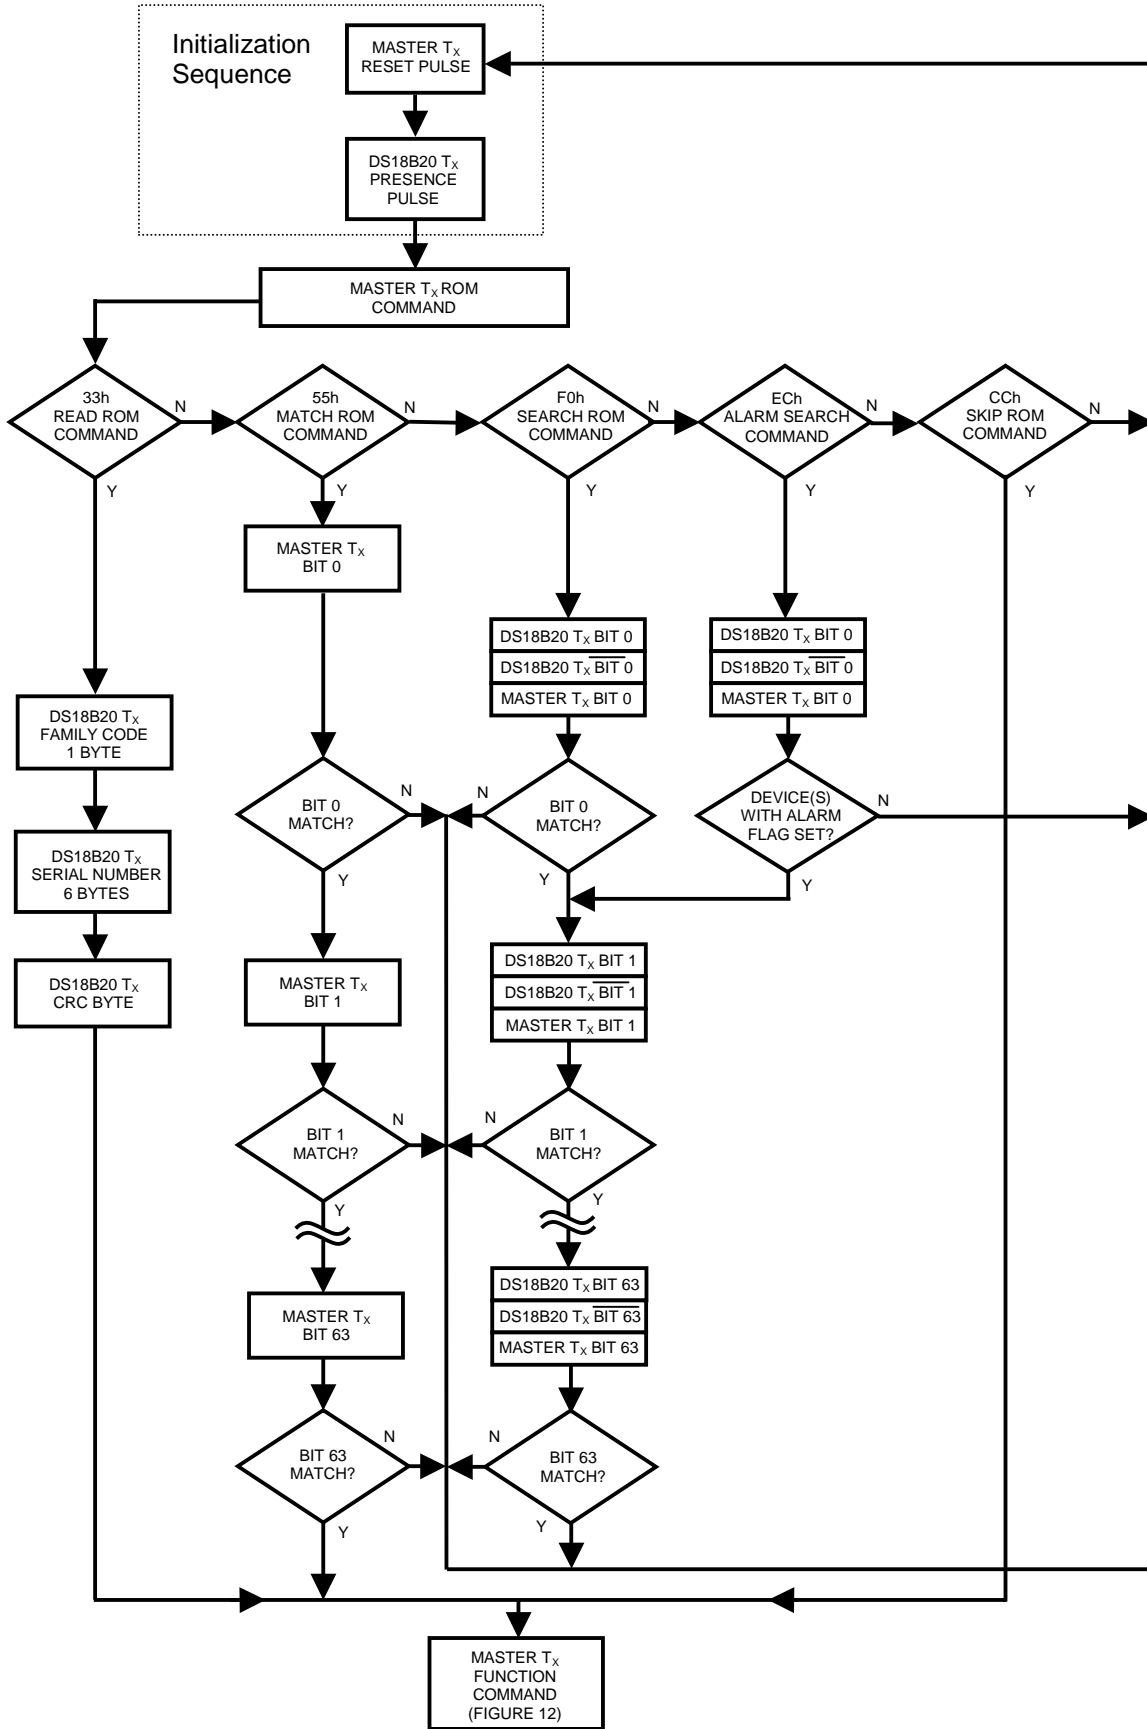 Initialization
Sequence
MASTER TX
RESET PULSE
DS18B20 TX
PRESENCE
PULSE
MASTER TX ROM
COMMAND
33h
READ ROM
COMMAND
N
Y
55h
MATCH ROM
COMMAND
N
Y
F0h
SEARCH ROM
COMMAND
N
Y
ECh
ALARM SEARCH
COMMAND
N
Y
CCh
SKIP ROM
COMMAND
N
Y
MASTER TX
BIT 0
DS18B20 TX BIT 0
DS18B20 TX BIT 0
MASTER TX BIT 0
DS18B20 TX BIT 0
DS18B20 TX BIT 0
MASTER TX BIT 0
DS18B20 TX
FAMILY CODE
1 BYTE
BIT 0
MATCH?
N
Y
BIT 0
MATCH?
N
Y
DEVICE(S)
WITH ALARM
FLAG SET?
N
Y
DS18B20 TX
SERIAL NUMBER
6 BYTES
DS18B20 TX
CRC BYTE
MASTER TX
BIT 1
DS18B20 TX BIT 1
DS18B20 TX BIT 1
MASTER TX BIT 1
BIT 1
MATCH?
N
Y
BIT 1
MATCH?
N
Y
MASTER TX
BIT 63
DS18B20 TX BIT 63
DS18B20 TX BIT 63
MASTER TX BIT 63
BIT 63
MATCH?
N
Y
BIT 63
MATCH?
N
Y
MASTER TX
FUNCTION
COMMAND
(FIGURE 12)